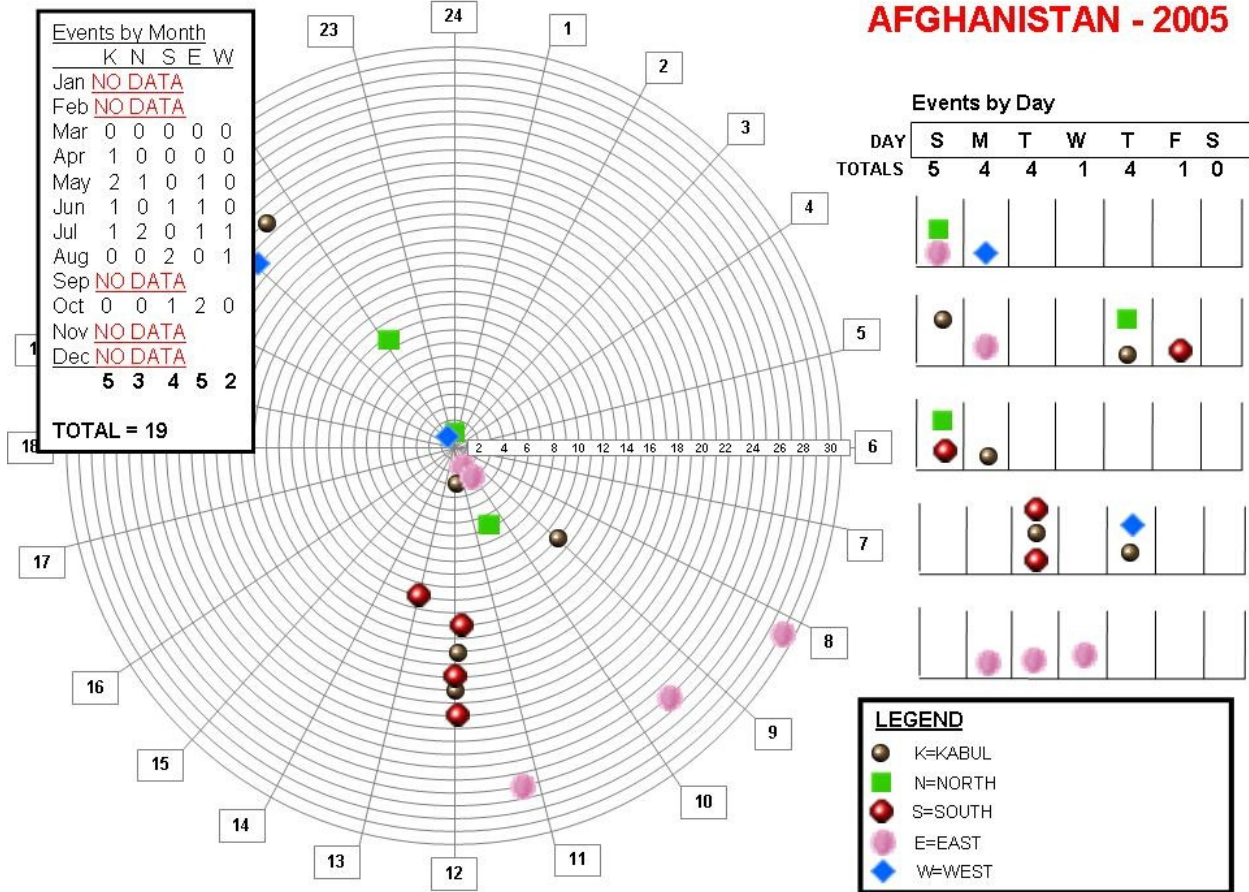 AFGHANISTAN - 2005
Events by Month
K N S E W
Jan NO DATA
Feb NO DATA
Mar 0 0 0 0 0
Apr 1 0 0 0 0
May 2 1 0 1 0
Jun 1 0 1 1 0
Jul 1 2 0 1 1
Aug 0 0 2 0 1
Sep NO DATA
Oct 0 0 1 2 0
Nov NO DATA
Dec NO DATA
5 3 4 5 2
TOTAL = 19
24
1
2
3
4
5
6
7
8
9
10
11
12
13
14
15
16
17
18
23
2 4 6 8 10 12 14 16 18 20 22 24 26 28 30
Events by Day
DAY S M T W T F S
TOTALS 5 4 4 1 4 1 0
LEGEND
K=KABUL
N=NORTH
S=SOUTH
E=EAST
W=WEST